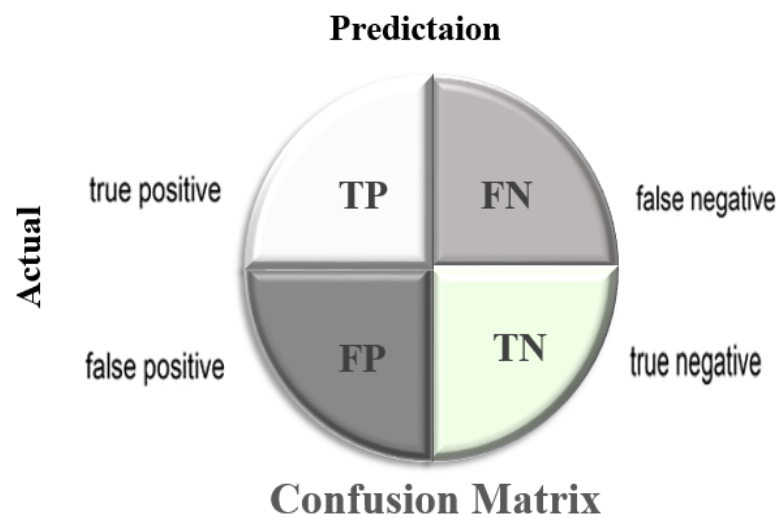 Predictaion
true positive
TP
FN
false negative
Actual
false positive
FP
TN
true negative
Confusion Matrix